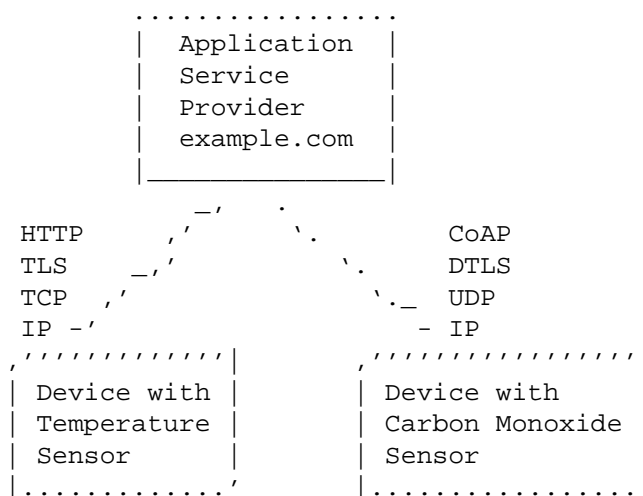 Application
Service
Provider
example.com
HTTP CoAP
TLS DTLS
TCP UDP
IP IP
Device with Device with
Temperature Carbon Monoxide
Sensor Sensor